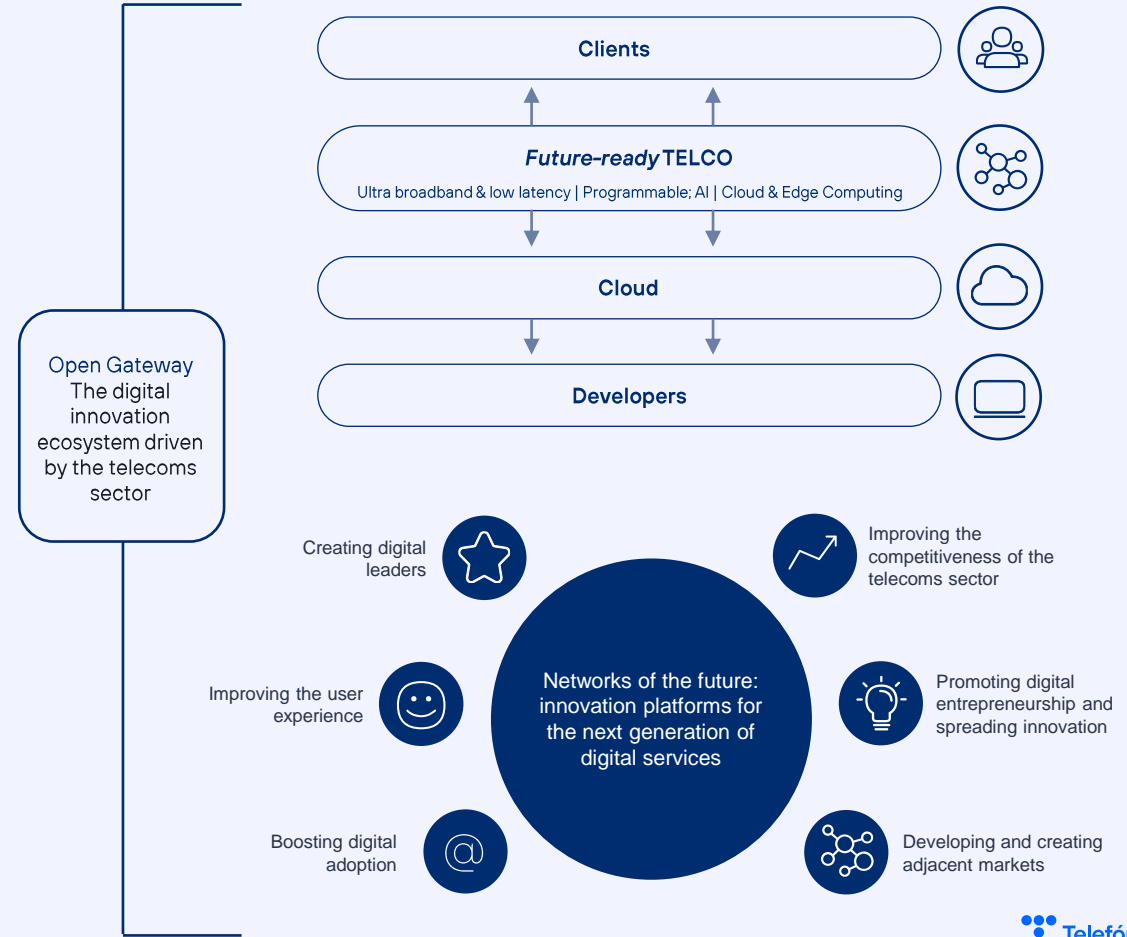 Clients
Future-ready TELCO
Ultra broadband & low latency | Programmable; AI | Cloud & Edge Computing
Cloud
Developers
Open Gateway
The digital
innovation
ecosystem driven
by the telecoms
sector
Creating digital
leaders
Improving the user
experience
Boosting digital
adoption
Networks of the future:
innovation platforms for
the next generation of
digital services
Improving the
competitiveness of the
telecoms sector
Promoting digital
entrepreneurship and
spreading innovation
Developing and creating
adjacent markets
@